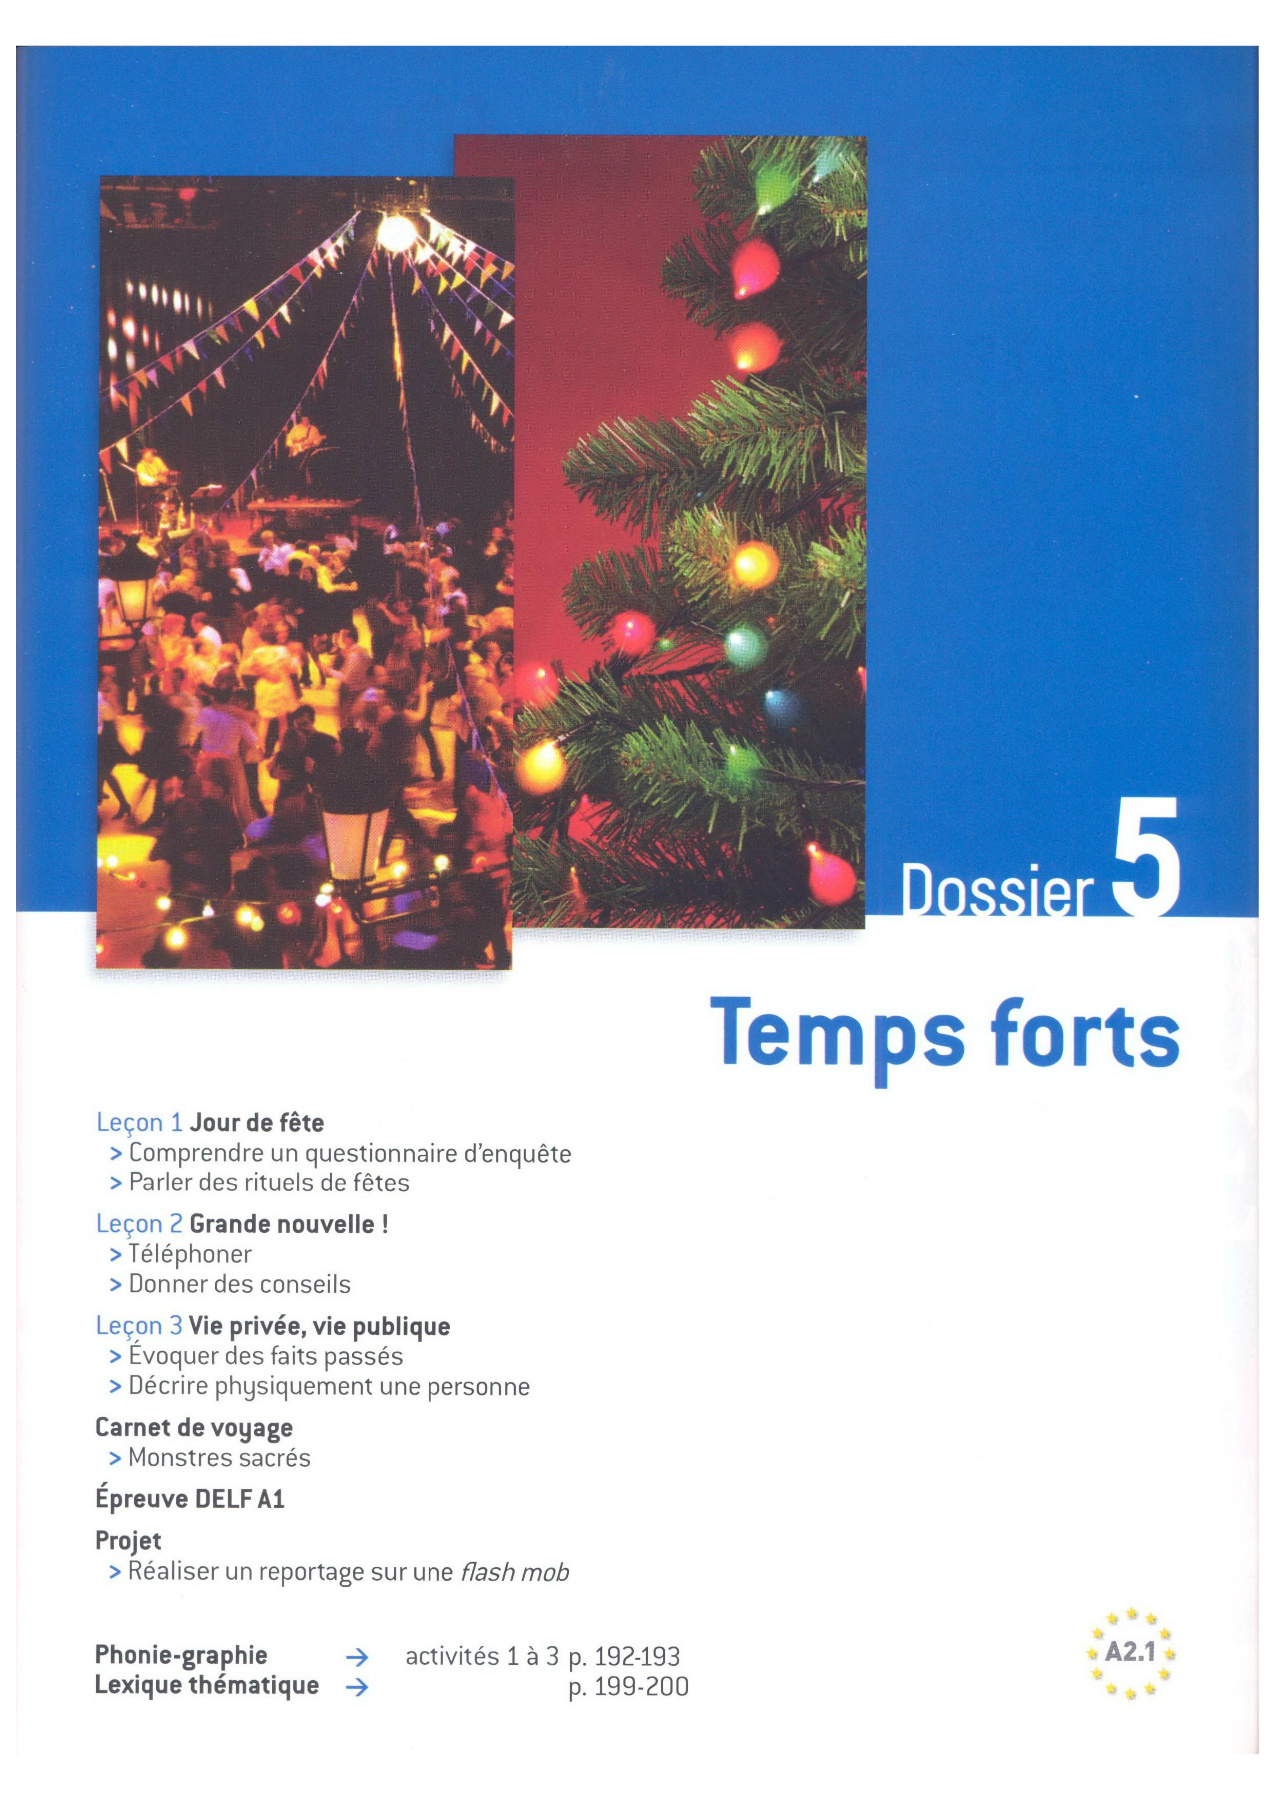 Dossier 5
Temps forts
Leçon 1 Jour de fête
> Comprendre un questionnaire d'enquête
> Parler des rituels de fêtes
Leçon 2 Grande nouvelle !
> Téléphoner
> Donner des conseils
Leçon 3 Vie privée, vie publique
> Évoquer des faits passés
> Décrire physiquement une personne
Carnet de voyage
> Monstres sacrés
Épreuve DELF A1
Projet
> Réaliser un reportage sur une flash mob
Phonie-graphie → activités 1 à 3 p. 192-193
Lexique thématique → p. 199-200
A2.1